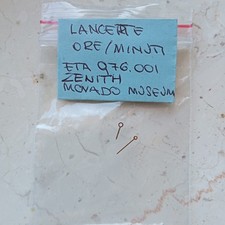 LANCETTE
ORE/MINUTI
ETA 976.001
ZENITH
MOVADO MUSEUM